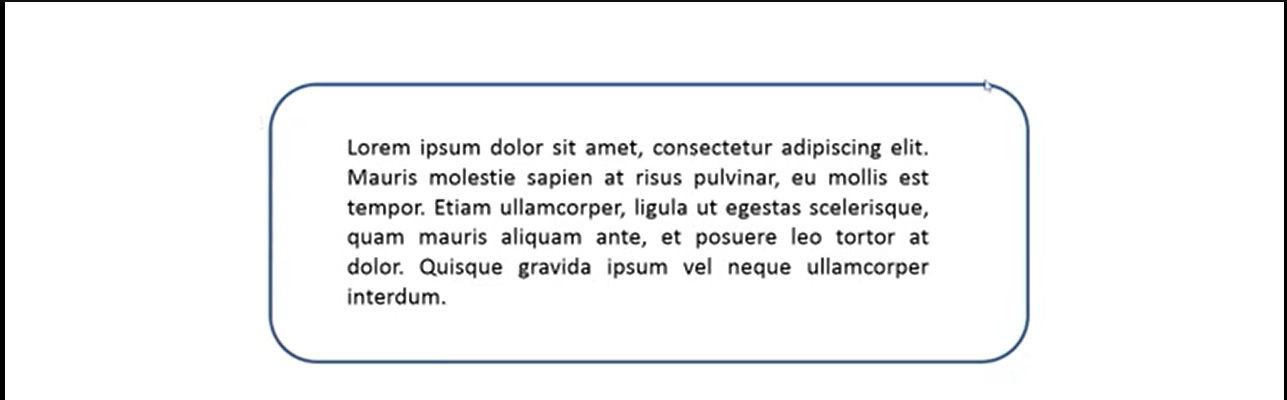 Lorem ipsum dolor sit amet, consectetur adipiscing elit.
Mauris molestie sapien at risus pulvinar, eu mollis est
tempor. Etiam ullamcorper, ligula ut egestas scelerisque,
quam mauris aliquam ante, et posuere leo tortor at
dolor. Quisque gravida ipsum vel neque ullamcorper
interdum.